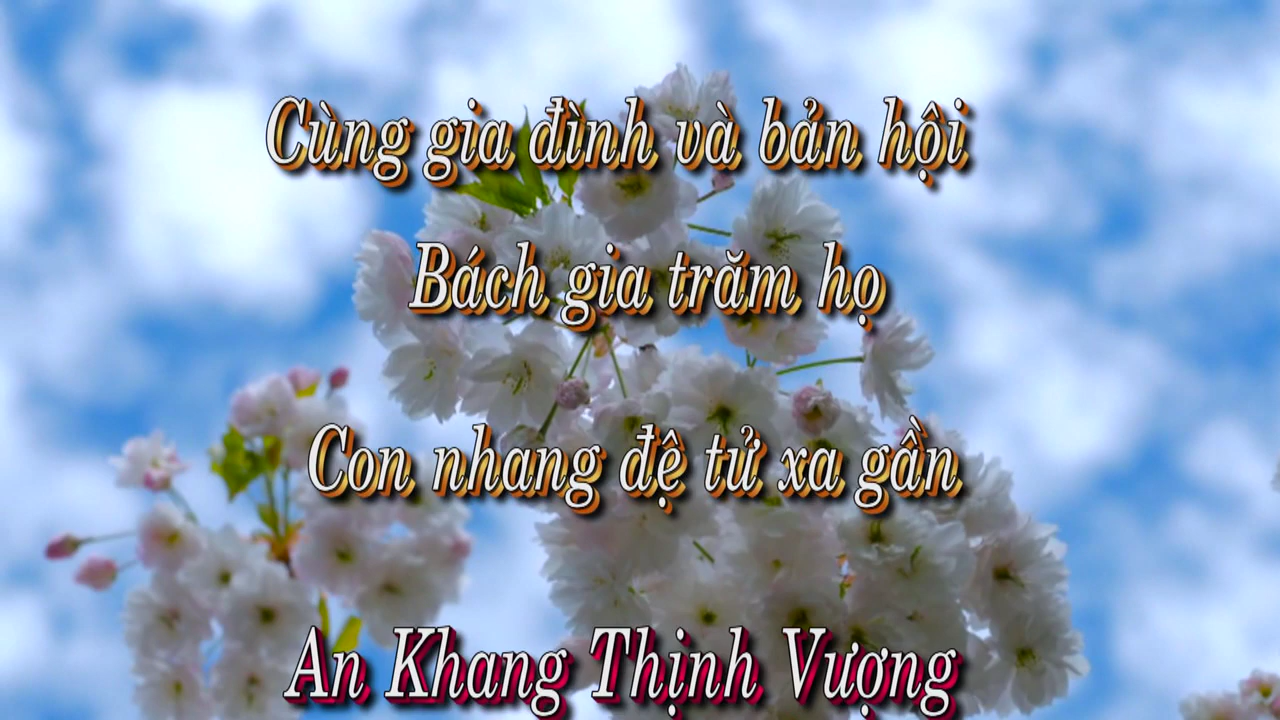 Cùng gia đình và bản hội
Bách gia trăm họ
Con nhang đệ tử xa gần
An Khang Thịnh Vượng